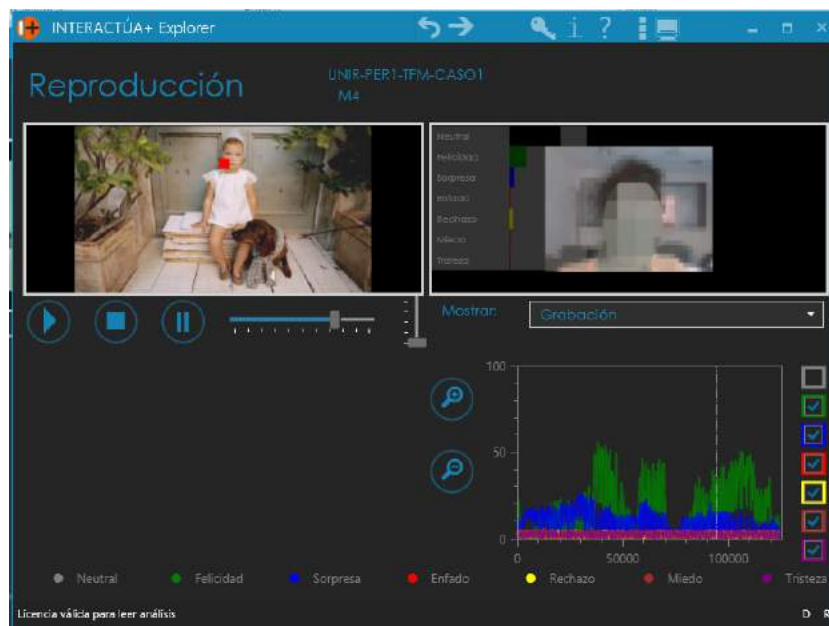 INTERACTÚA+ Explorer
Reproducción
UNIR-PER1-TFM-CASO1
M4
Neutral
Felicidad
Sorpresa
Enfado
Rechazo
Miedo
Tristeza
Mostrar:
Grabación
100
50
0
0
50000
100000
Neutral
Felicidad
Sorpresa
Enfado
Rechazo
Miedo
Tristeza
Licencia válida para leer análisis
D R